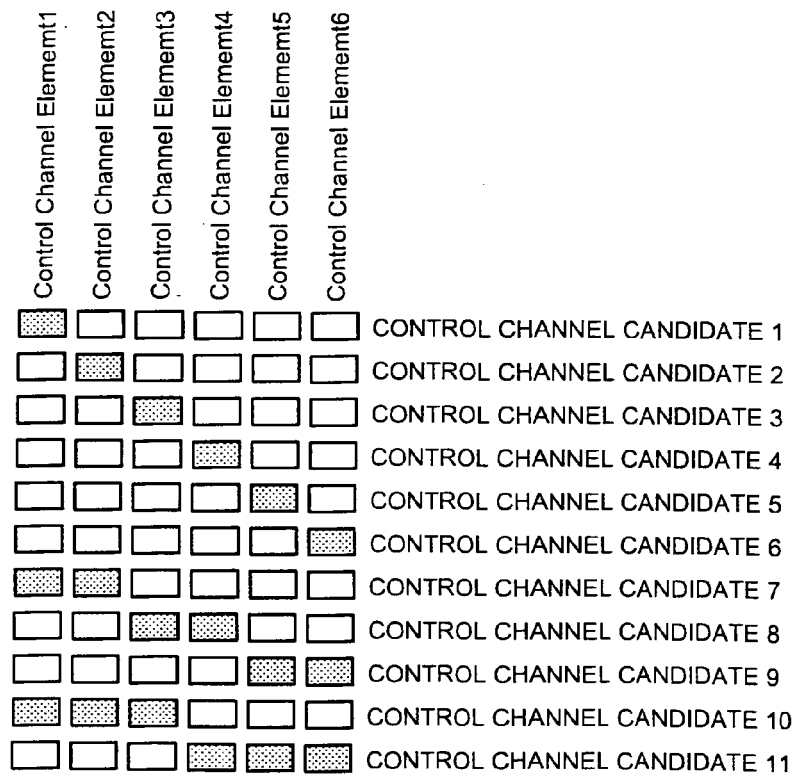 Control Channel Elememt1
Control Channel Elememt2
Control Channel Elememt3
Control Channel Elememt4
Control Channel Elememt5
Control Channel Elememt6
CONTROL CHANNEL CANDIDATE 1
CONTROL CHANNEL CANDIDATE 2
CONTROL CHANNEL CANDIDATE 3
CONTROL CHANNEL CANDIDATE 4
CONTROL CHANNEL CANDIDATE 5
CONTROL CHANNEL CANDIDATE 6
CONTROL CHANNEL CANDIDATE 7
CONTROL CHANNEL CANDIDATE 8
CONTROL CHANNEL CANDIDATE 9
CONTROL CHANNEL CANDIDATE 10
CONTROL CHANNEL CANDIDATE 11